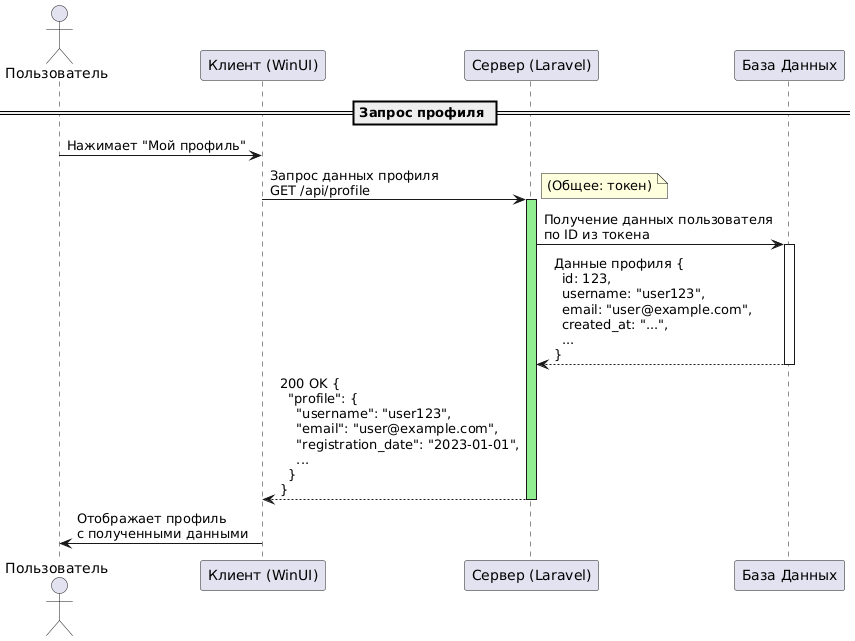 Пользователь
Клиент (WinUI)
Сервер (Laravel)
База Данных
Запрос профиля
Нажимает "Мой профиль"
Запрос данных профиля
GET /api/profile
(Общее: токен)
Получение данных пользователя
по ID из токена
Данные профиля {
id: 123,
username: "user123",
email: "user@example.com",
created_at: "...",
...
}
200 OK {
"profile": {
"username": "user123",
"email": "user@example.com",
"registration_date": "2023-01-01",
...
}
}
Отображает профиль
с полученными данными
Пользователь
Клиент (WinUI)
Сервер (Laravel)
База Данных